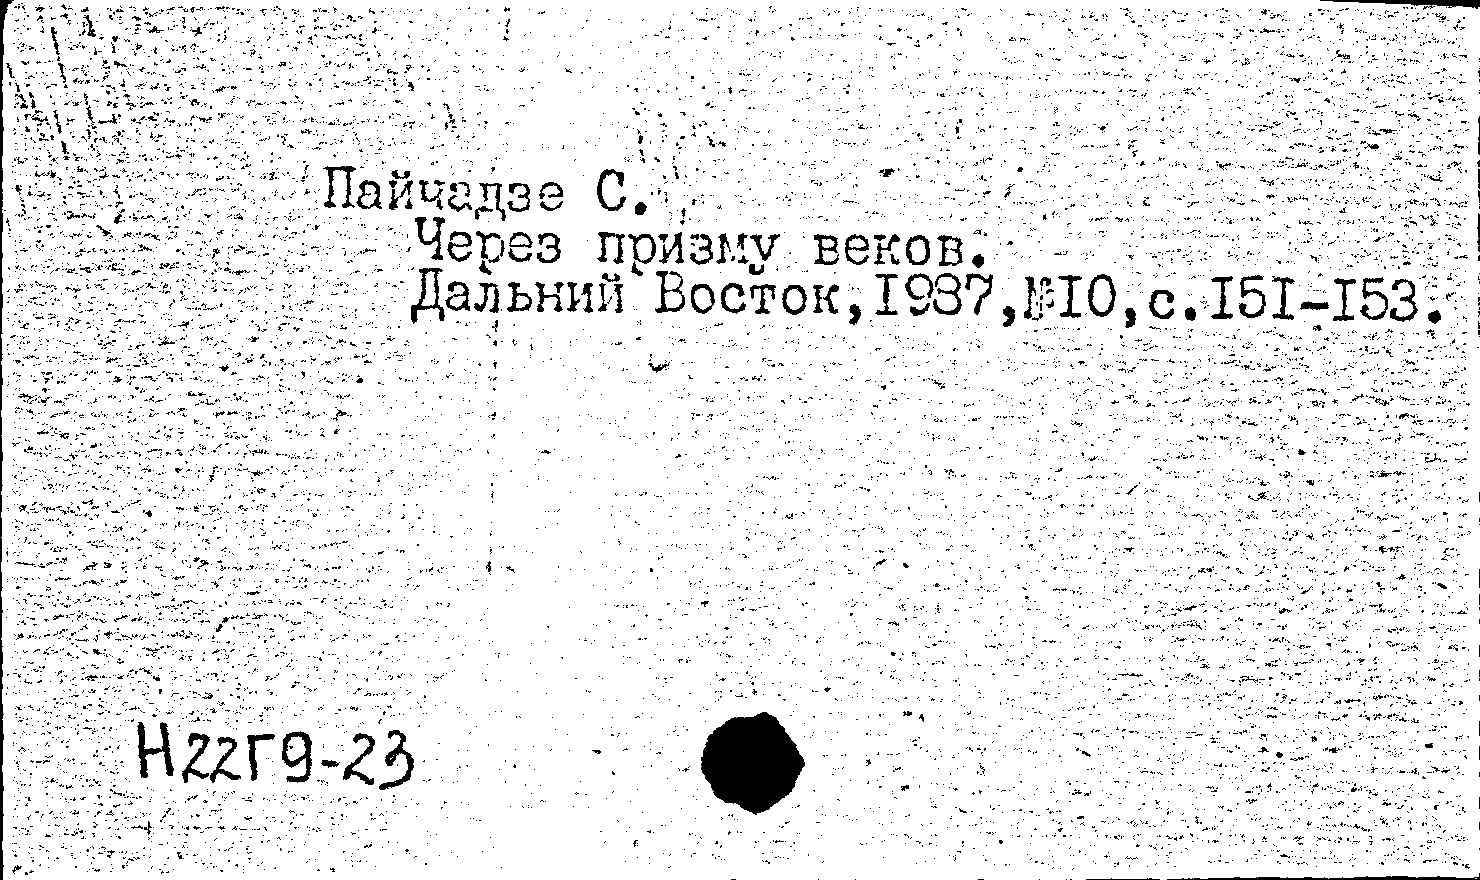 Пайчадзе С.
Через призму веков.
Дальний Восток,1987,№10,с.151-153.
Н22Г9-23